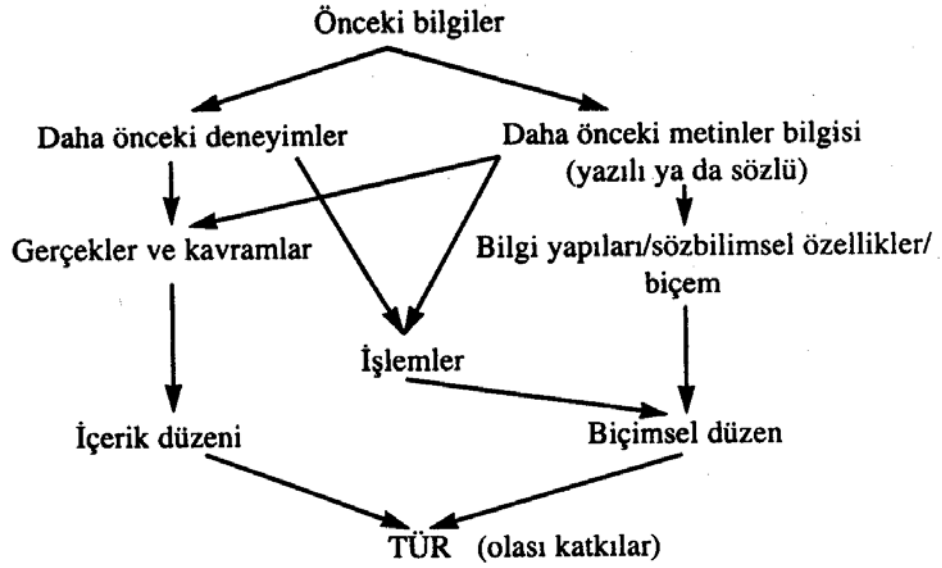 Önceki bilgiler
Daha önceki deneyimler
Daha önceki metinler bilgisi
(yazılı ya da sözlü)
Gerçekler ve kavramlar
Bilgi yapıları/sözbilimsel özellikler/
biçem
İşlemler
İçerik düzeni
Biçimsel düzen
TÜR (olası katkılar)